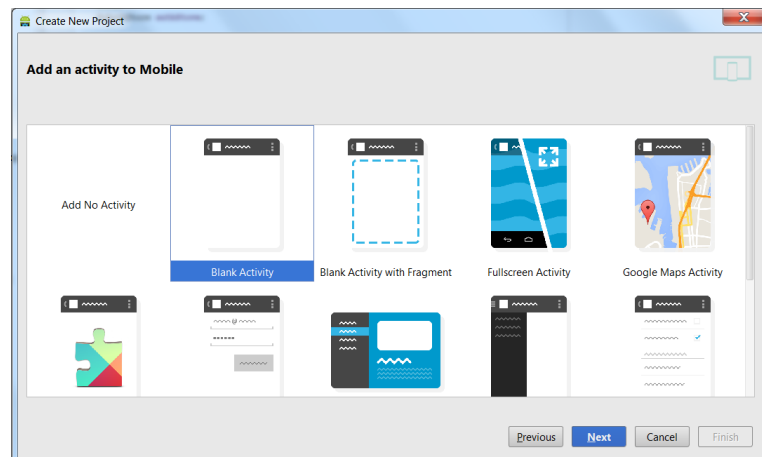 Create New Project
Add an activity to Mobile
Add No Activity
Blank Activity
Blank Activity with Fragment
Fullscreen Activity
Google Maps Activity
Previous
Next
Cancel
Finish